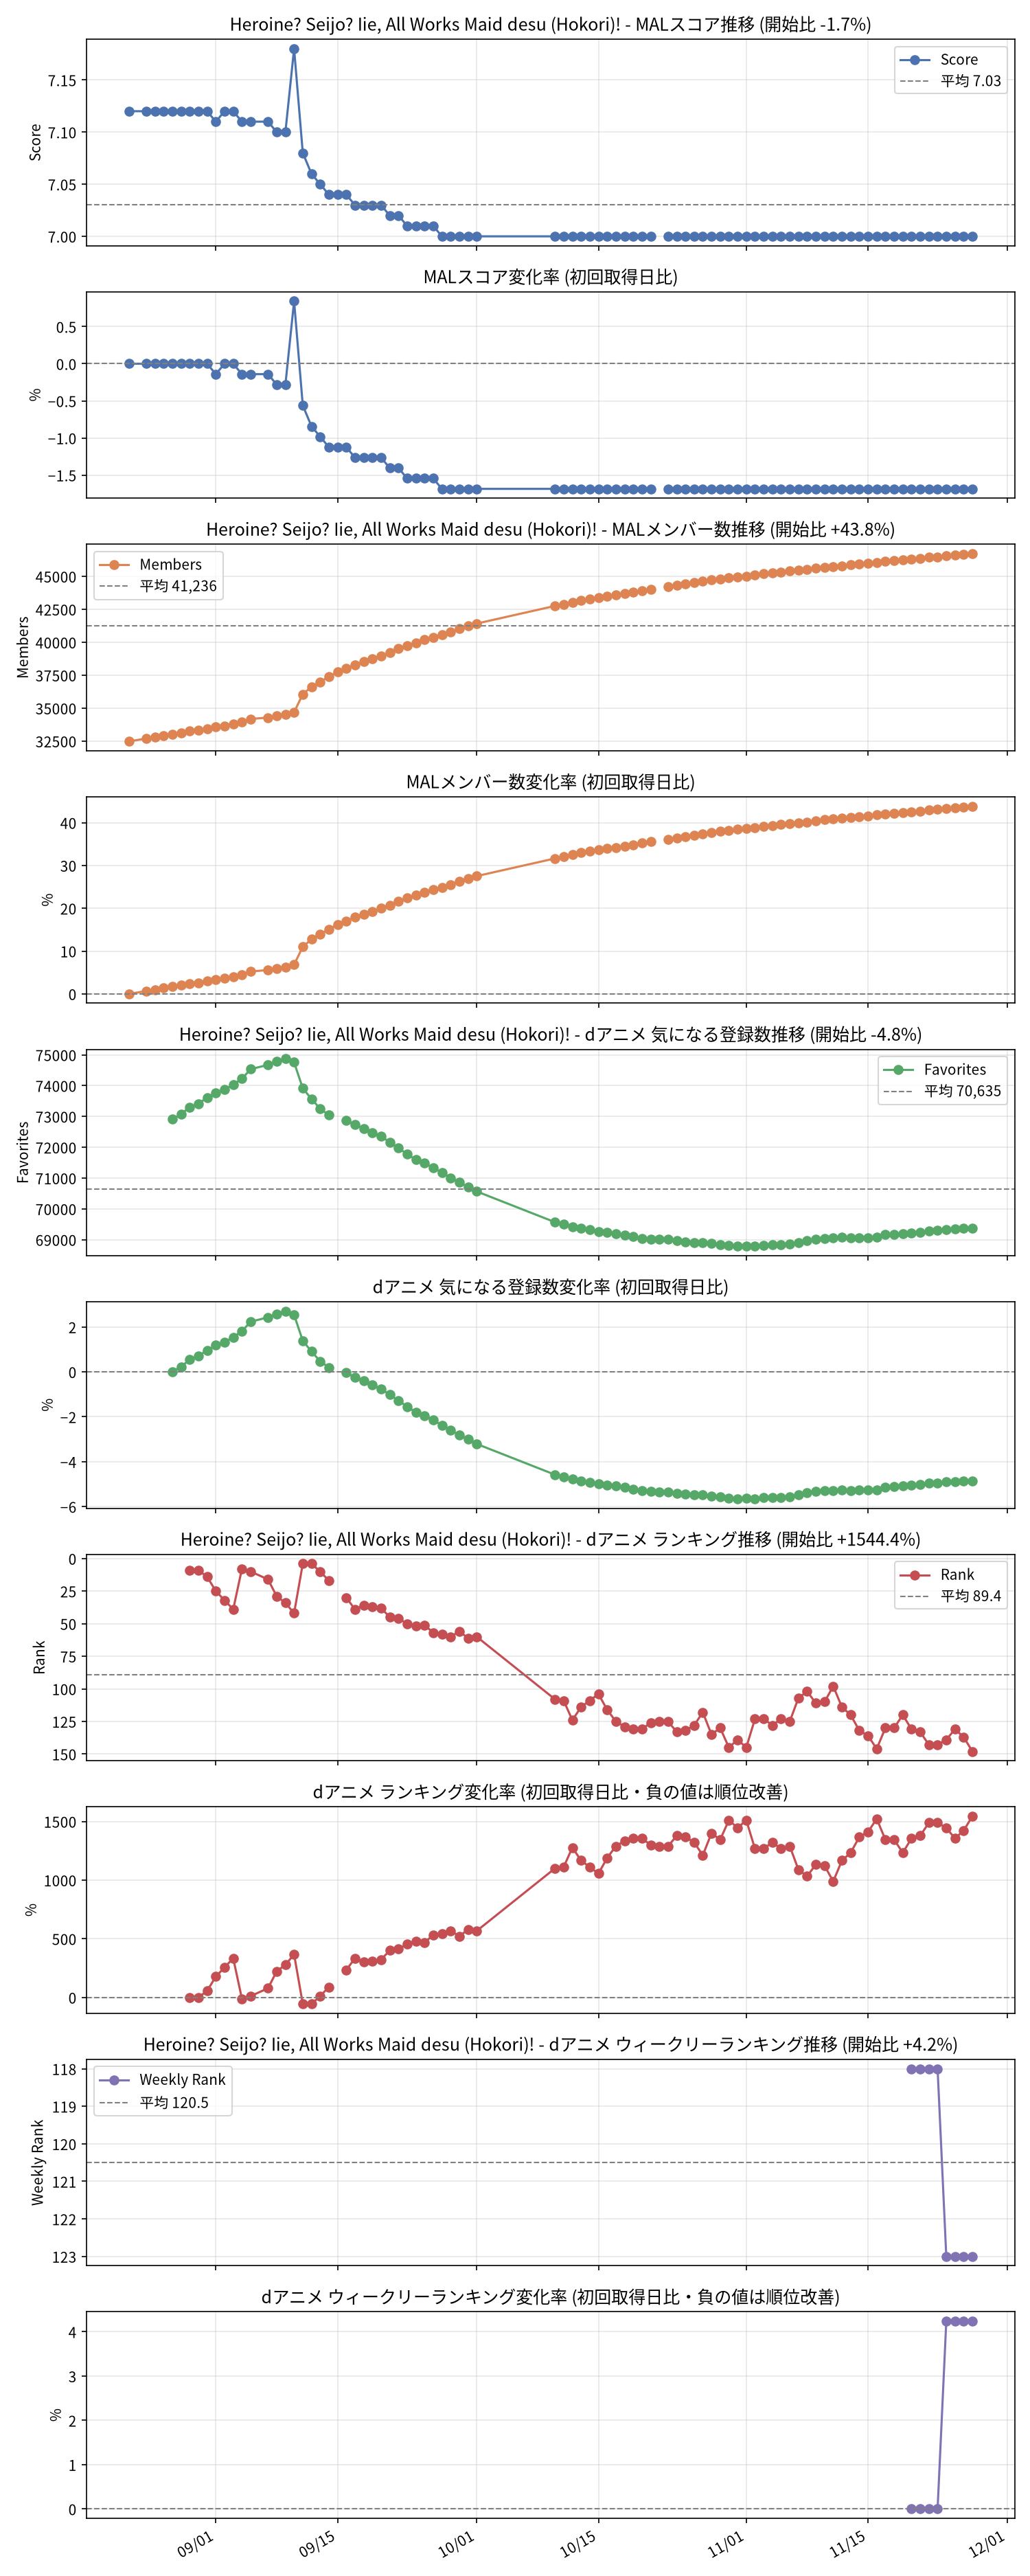 Heroine? Seijo? Iie, All Works Maid desu (Hokori)! - MALスコア推移 (開始比 -1.7%)
Score
平均 7.03
7.15
7.10
7.05
7.00
Score
MALスコア変化率 (初回取得日比)
0.5
0.0
−0.5
−1.0
−1.5
%
Heroine? Seijo? Iie, All Works Maid desu (Hokori)! - MALメンバー数推移 (開始比 +43.8%)
Members
平均 41,236
45000
42500
40000
37500
35000
32500
Members
MALメンバー数変化率 (初回取得日比)
40
30
20
10
0
%
Heroine? Seijo? Iie, All Works Maid desu (Hokori)! - dアニメ 気になる登録数推移 (開始比 -4.8%)
Favorites
平均 70,635
75000
74000
73000
72000
71000
70000
69000
Favorites
dアニメ 気になる登録数変化率 (初回取得日比)
2
0
−2
−4
−6
%
Heroine? Seijo? Iie, All Works Maid desu (Hokori)! - dアニメ ランキング推移 (開始比 +1544.4%)
Rank
平均 89.4
0
25
50
75
100
125
150
Rank
dアニメ ランキング変化率 (初回取得日比・負の値は順位改善)
1500
1000
500
0
%
Heroine? Seijo? Iie, All Works Maid desu (Hokori)! - dアニメ ウィークリーランキング推移 (開始比 +4.2%)
Weekly Rank
平均 120.5
118
119
120
121
122
123
Weekly Rank
dアニメ ウィークリーランキング変化率 (初回取得日比・負の値は順位改善)
4
3
2
1
0
%
09/01
09/15
10/01
10/15
11/01
11/15
12/01